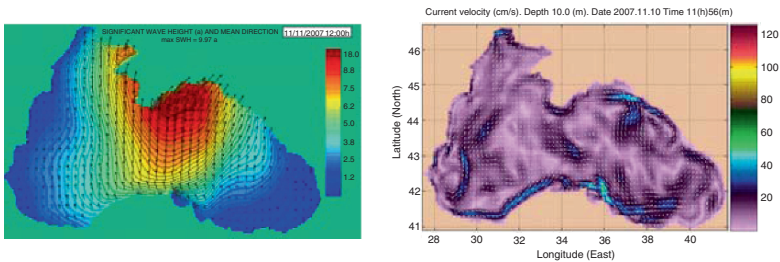 SIGNIFICANT WAVE HEIGHT (a) AND MEAN DIRECTION
max SWH = 9.97 a
11/11/2007 12:00h
18.0
8.8
7.5
6.2
5.0
3.8
2.5
1.2
Current velocity (cm/s). Depth 10.0 (m). Date 2007.11.10 Time 11(h)56(m)
46
45
44
43
42
41
Latitude (North)
28 30 32 34 36 38 40
Longitude (East)
120
100
80
60
40
20